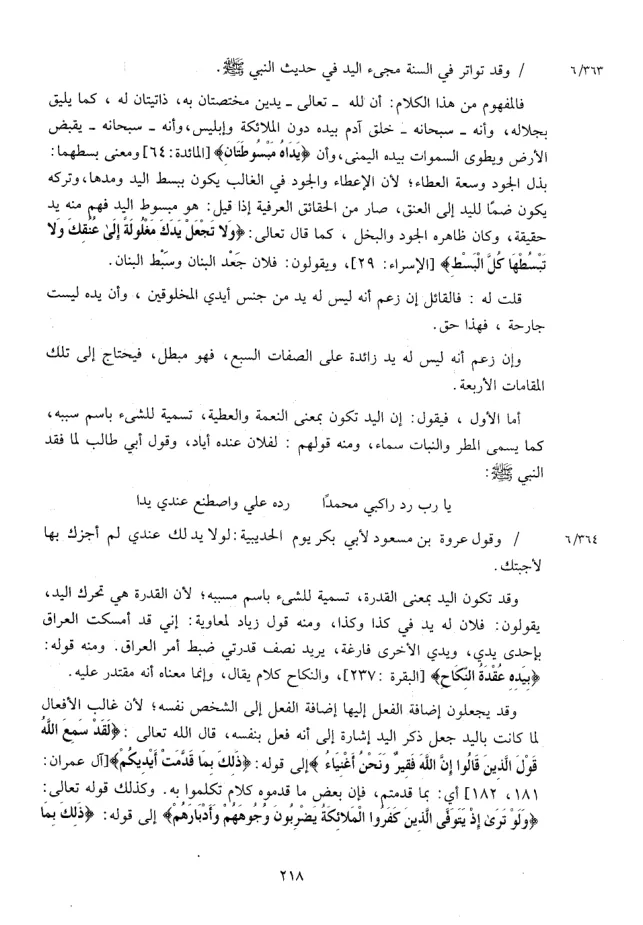 ٦/٣٦٣
/ وقد تواتر في السنة مجىء اليد في حديث النبي ﷺ.
فالمفهوم من هذا الكلام: أن لله ـ تعالى ـ يدين مختصتان به، ذاتيتان له ، كما يليق
بجلاله، وأنه ـ سبحانه ـ خلق آدم بيده دون الملائكة وإبليس،وأنه ـ سبحانه ـ يقبض
الأرض ويطوى السموات بيده اليمنى،وأن ﴿يَدَاهُ مَبْسُوطَتَانِ﴾ [المائدة:٦٤] ومعنى بسطهما:
بذل الجود وسعة العطاء؛ لأن الإعطاء والجود في الغالب يكون ببسط اليد ومدها،وتركه
يكون ضمًا لليد إلى العنق، صار من الحقائق العرفية إذا قيل: هو مبسوط اليد فهم منه يد
حقيقة، وكان ظاهره الجود والبخل ، كما قال تعالى: ﴿وَلا تَجْعَلْ يَدَكَ مَغْلُولَةً إِلَىٰ عُنُقِكَ وَلا
تَبْسُطْهَا كُلَّ الْبَسْطِ﴾ [الإسراء: ٢٩]، ويقولون: فلان جَعْد البنان وسَبْط البنان.
قلت له : فالقائل إن زعم أنه ليس له يد من جنس أيدي المخلوقين ، وأن يده ليست
جارحة ، فهذا حق.
وإن زعم أنه ليس له يد زائدة على الصفات السبع، فهو مبطل، فيحتاج إلى تلك
المقامات الأربعة.
أما الأول ، فيقول: إن اليد تكون بمعنى النعمة والعطية، تسمية للشىء باسم سببه،
كما يسمى المطر والنبات سماء، ومنه قولهم : لفلان عنده أياد، وقول أبي طالب لما فقد
النبي ﷺ:
يا رب رد راكبي محمدًا رده علي واصطنع عندي يدا
٦/٣٦٤
/ وقول عروة بن مسعود لأبي بكر يوم الحديبية:لولا يد لك عندي لم أجزك بها
لأجبتك.
وقد تكون اليد بمعنى القدرة، تسمية للشىء باسم مسببه؛ لأن القدرة هي تحرك اليد،
يقولون: فلان له يد في كذا وكذا، ومنه قول زياد لمعاوية: إني قد أمسكت العراق
بإحدى يدي، ويدي الأخرى فارغة، يريد نصف قدرتي ضبط أمر العراق. ومنه قوله:
﴿بِيَدِهِ عُقْدَةُ النِّكَاحِ﴾ [البقرة :٢٣٧]، والنكاح كلام يقال، وإنما معناه أنه مقتدر عليه.
وقد يجعلون إضافة الفعل إليها إضافة الفعل إلى الشخص نفسه؛ لأن غالب الأفعال
لما كانت باليد جعل ذكر اليد إشارة إلى أنه فعل بنفسه، قال الله تعالى :﴿لَقَدْ سَمِعَ اللَّهُ
قَوْلَ الَّذِينَ قَالُوا إِنَّ اللَّهَ فَقِيرٌ وَنَحْنُ أَغْنِيَاءُ ﴾إلى قوله:﴿ذَلِكَ بِمَا قَدَّمَتْ أَيْدِيكُمْ﴾[آل عمران:
١٨١، ١٨٢] أي: بما قدمتم، فإن بعض ما قدموه كلام تكلموا به. وكذلك قوله تعالى:
﴿وَلَوْ تَرَىٰ إِذْ يَتَوَفَّى الَّذِينَ كَفَرُوا الْمَلائِكَةُ يَضْرِبُونَ وُجُوهَهُمْ وَأَدْبَارَهُمْ﴾ إلى قوله: ﴿ذَلِكَ بِمَا
٢١٨